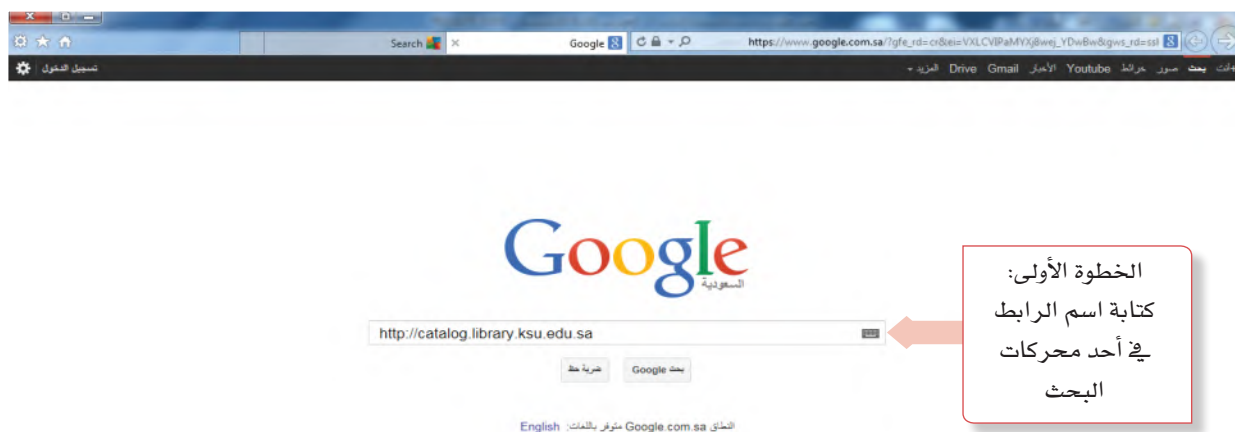 https://www.google.com.sa/?gfe_rd=cr&ei=VXLCVIPaMYXj8wej_YDwBw&gws_rd=ssl
Google
Search
بحث صور خرائط Youtube الأخبار Gmail Drive المزيد
تسجيل الدخول
Google
السعودية
http://catalog.library.ksu.edu.sa
بحث Google
ضربة حظ
النطاق Google.com.sa متوفر باللغات: English
الخطوة الأولى:
كتابة اسم الرابط
في أحد محركات
البحث